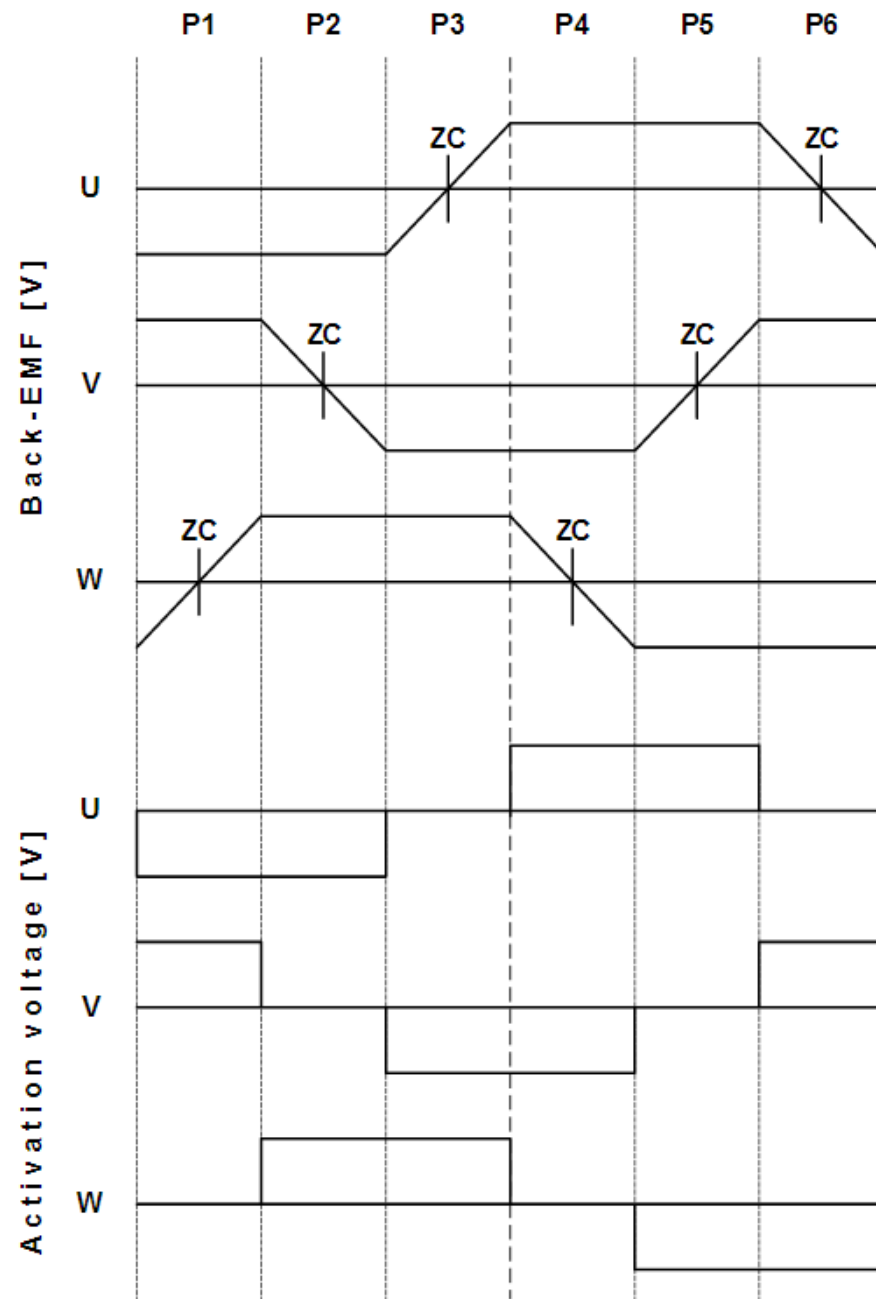 P1 P2 P3 P4 P5 P6
ZC ZC
U
ZC ZC
V
ZC ZC
W
Back-EMF [V]
U
V
W
Activation voltage [V]